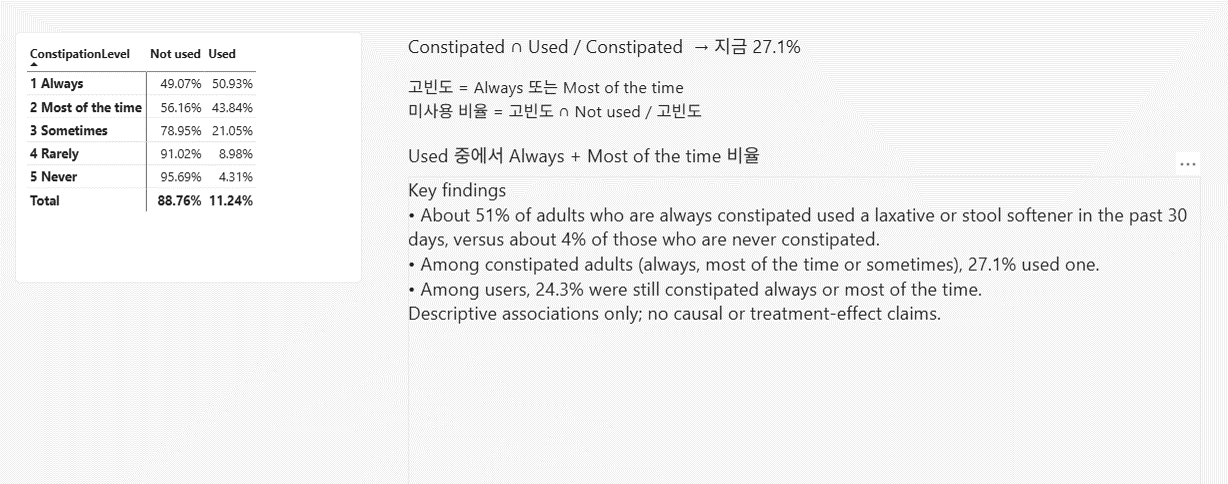 ConstipationLevel Not used Used
1 Always 49.07% 50.93%
2 Most of the time 56.16% 43.84%
3 Sometimes 78.95% 21.05%
4 Rarely 91.02% 8.98%
5 Never 95.69% 4.31%
Total 88.76% 11.24%
Constipated ∩ Used / Constipated → 지금 27.1%
고빈도 = Always 또는 Most of the time
미사용 비율 = 고빈도 ∩ Not used / 고빈도
Used 중에서 Always + Most of the time 비율
Key findings
• About 51% of adults who are always constipated used a laxative or stool softener in the past 30
days, versus about 4% of those who are never constipated.
• Among constipated adults (always, most of the time or sometimes), 27.1% used one.
• Among users, 24.3% were still constipated always or most of the time.
Descriptive associations only; no causal or treatment-effect claims.